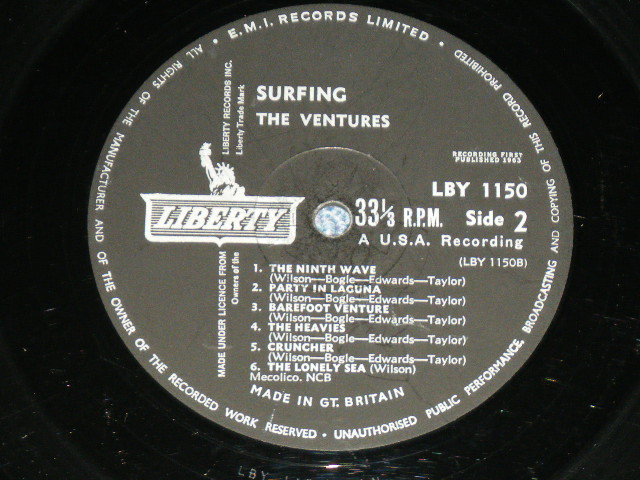 • E.M.I. RECORDS LIMITED •
ALL RIGHTS OF THE MANUFACTURER AND OF THE OWNER OF THE RECORDED WORK RESERVED • UNAUTHORISED PUBLIC PERFORMANCE, BROADCASTING AND COPYING OF THIS RECORD PROHIBITED
SURFING
THE VENTURES
LIBERTY RECORDS INC.
Liberty Trade Mark
RECORDING FIRST
PUBLISHED 1963
LBY 1150
LIBERTY
33⅓ R.P.M. Side 2
A U.S.A. Recording
(LBY 1150B)
MADE UNDER LICENCE FROM
Owners of the
1. THE NINTH WAVE
(Wilson—Bogle—Edwards—Taylor)
2. PARTY IN LAGUNA
(Wilson—Bogle—Edwards—Taylor)
3. BAREFOOT VENTURE
(Wilson—Bogle—Edwards—Taylor)
4. THE HEAVIES
(Wilson—Bogle—Edwards—Taylor)
5. CRUNCHER
(Wilson—Bogle—Edwards—Taylor)
6. THE LONELY SEA (Wilson)
Mecolico. NCB
MADE IN GT. BRITAIN
LBY